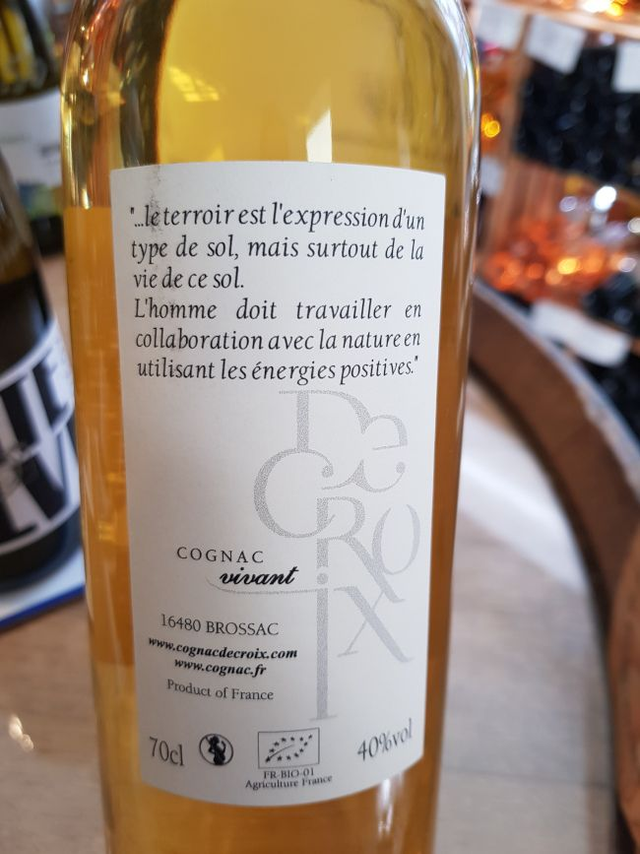 "...le terroir est l'expression d'un
type de sol, mais surtout de la
vie de ce sol.
L'homme doit travailler en
collaboration avec la nature en
utilisant les énergies positives."
De
CROIX
COGNAC
vivant
16480 BROSSAC
www.cognacdecroix.com
www.cognac.fr
Product of France
70cl
40%vol
FR-BIO-01
Agriculture France